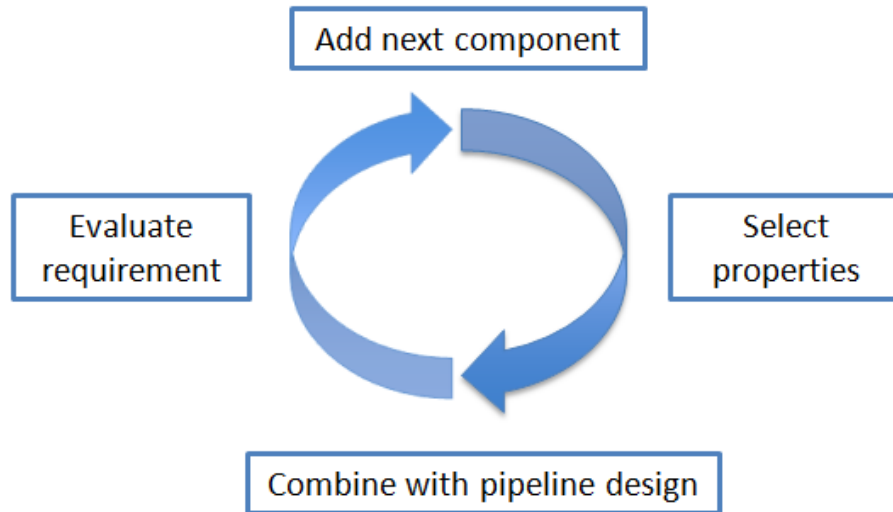 Add next component
Evaluate
requirement
Select
properties
Combine with pipeline design